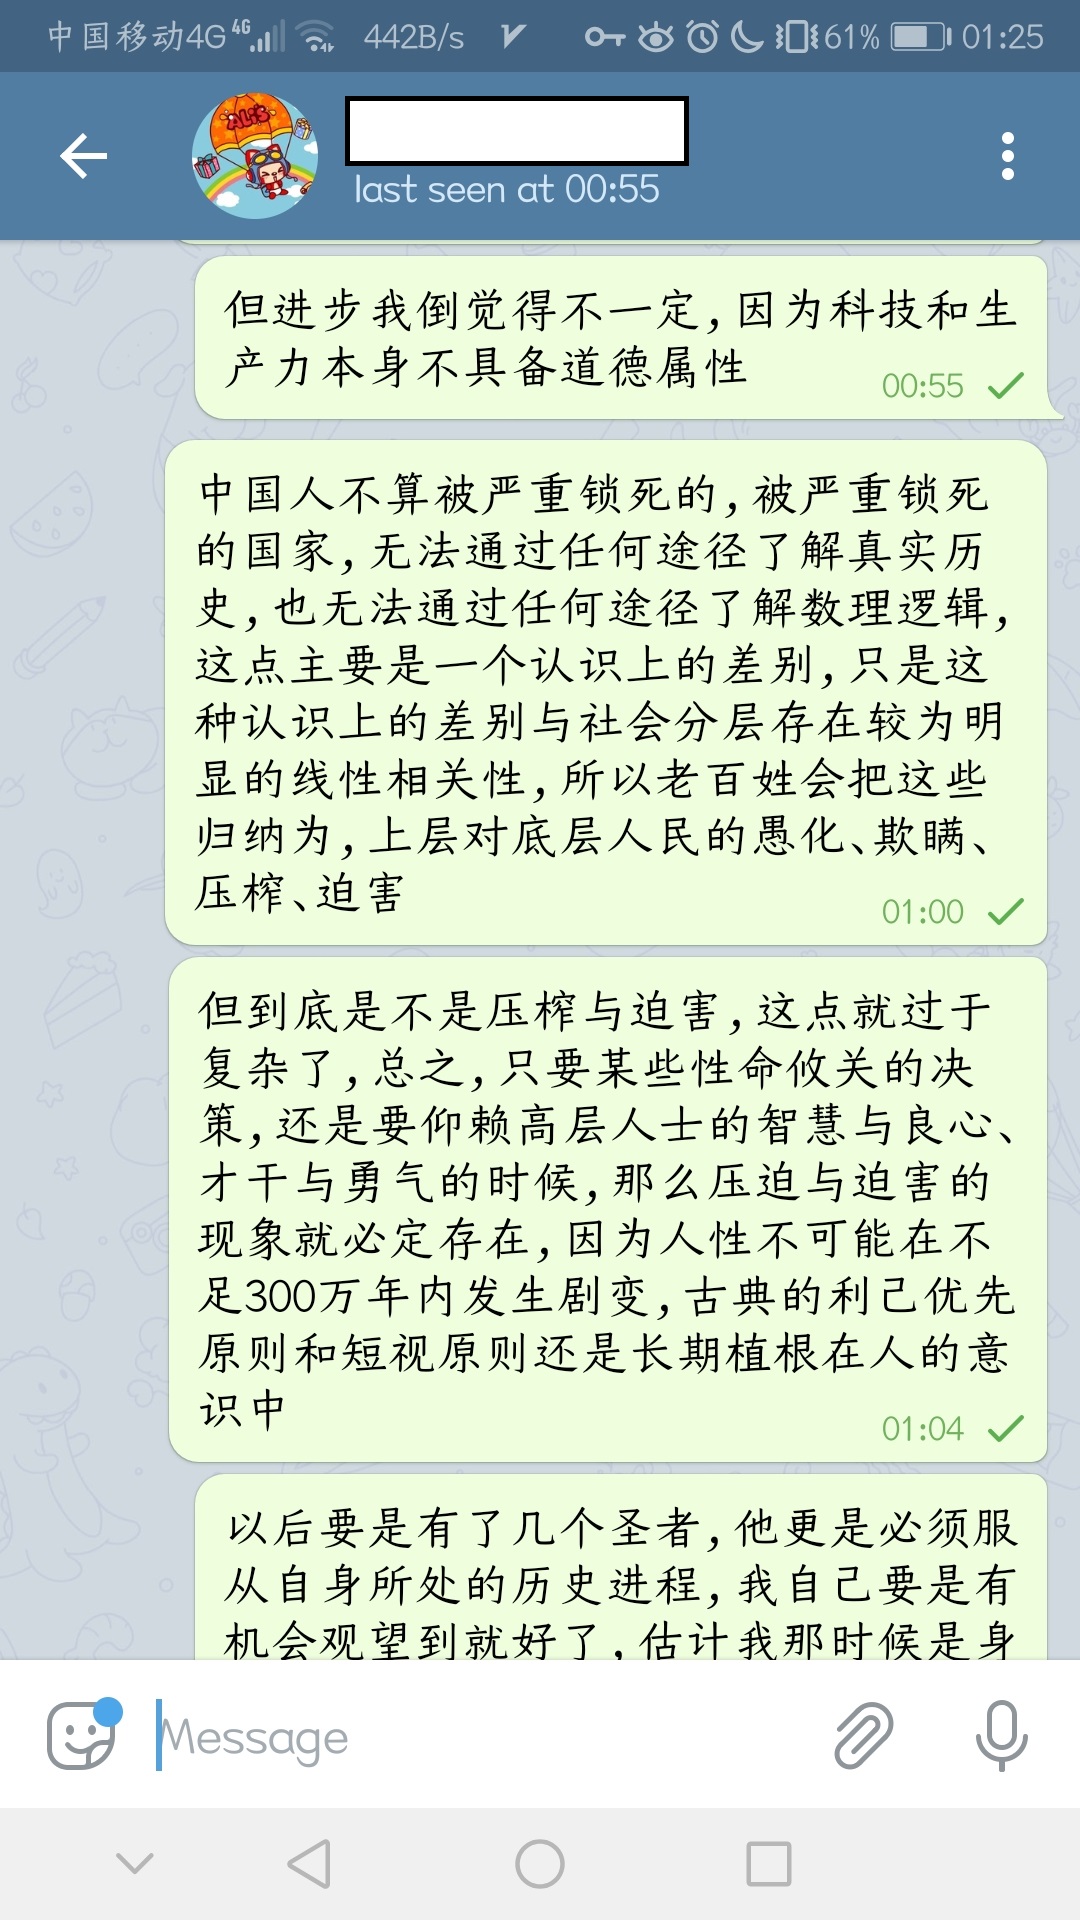 中国移动4G 4G 442B/s 61% 01:25
ALi'S
last seen at 00:55
但进步我倒觉得不一定,因为科技和生
产力本身不具备道德属性
00:55
中国人不算被严重锁死的,被严重锁死
的国家,无法通过任何途径了解真实历
史,也无法通过任何途径了解数理逻辑,
这点主要是一个认识上的差别,只是这
种认识上的差别与社会分层存在较为明
显的线性相关性,所以老百姓会把这些
归纳为,上层对底层人民的愚化、欺瞒、
压榨、迫害
01:00
但到底是不是压榨与迫害,这点就过于
复杂了,总之,只要某些性命攸关的决
策,还是要仰赖高层人士的智慧与良心、
才干与勇气的时候,那么压迫与迫害的
现象就必定存在,因为人性不可能在不
足300万年内发生剧变,古典的利己优先
原则和短视原则还是长期植根在人的意
识中
01:04
以后要是有了几个圣者,他更是必须服
从自身所处的历史进程,我自己要是有
机会观望到就好了,估计我那时候是身
Message